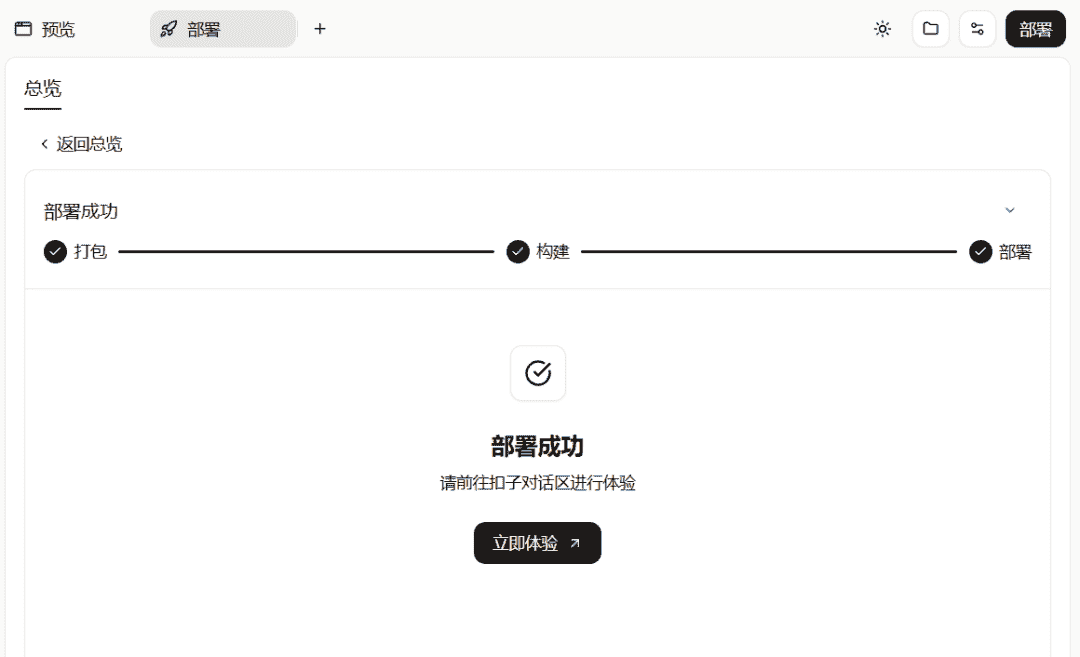 预览
部署
部署
总览
返回总览
部署成功
打包
构建
部署
部署成功
请前往扣子对话区进行体验
立即体验